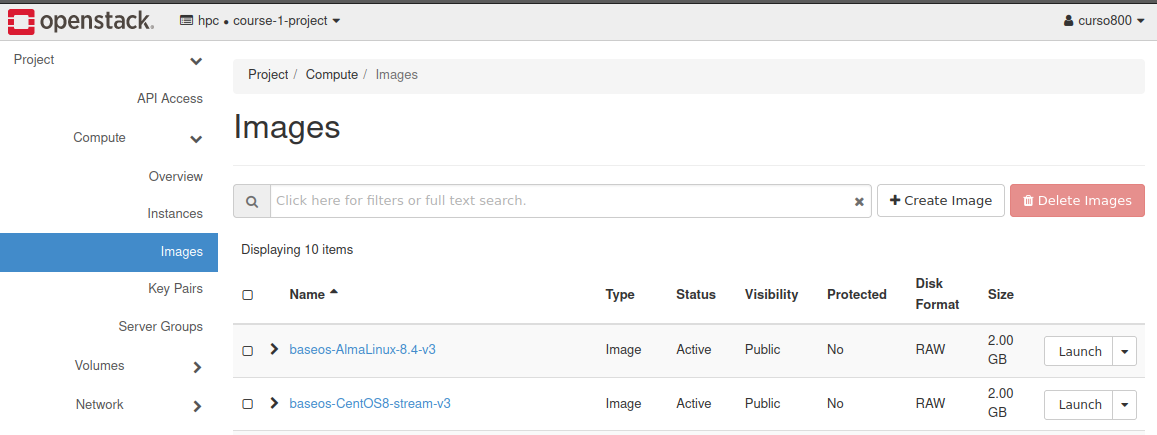 openstack. hpc • course-1-project curso800
Project
API Access
Compute
Overview
Instances
Images
Key Pairs
Server Groups
Volumes
Network
Project / Compute / Images
Images
Click here for filters or full text search. × + Create Image Delete Images
Displaying 10 items
Name Type Status Visibility Protected Disk Format Size
baseos-AlmaLinux-8.4-v3 Image Active Public No RAW 2.00 GB Launch
baseos-CentOS8-stream-v3 Image Active Public No RAW 2.00 GB Launch